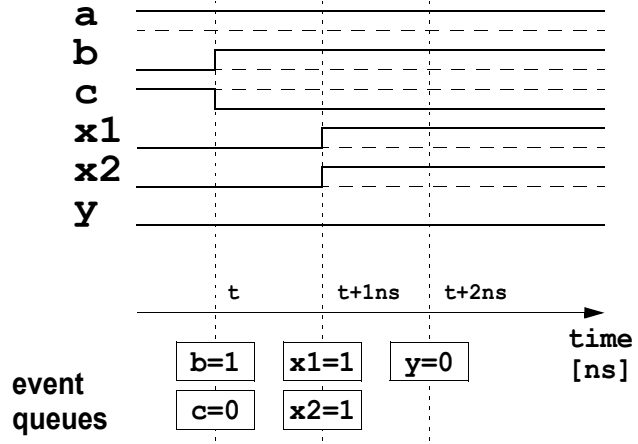 a
b
c
x1
x2
y
t t+1ns t+2ns
time
[ns]
event
queues
b=1 x1=1 y=0
c=0 x2=1